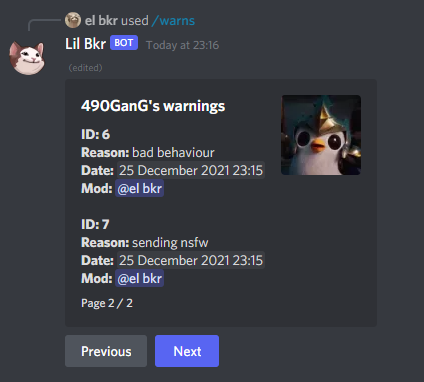 el bkr used /warns
Lil Bkr BOT Today at 23:16
(edited)
490GanG's warnings
ID: 6
Reason: bad behaviour
Date: 25 December 2021 23:15
Mod: @el bkr
ID: 7
Reason: sending nsfw
Date: 25 December 2021 23:15
Mod: @el bkr
Page 2 / 2
Previous Next